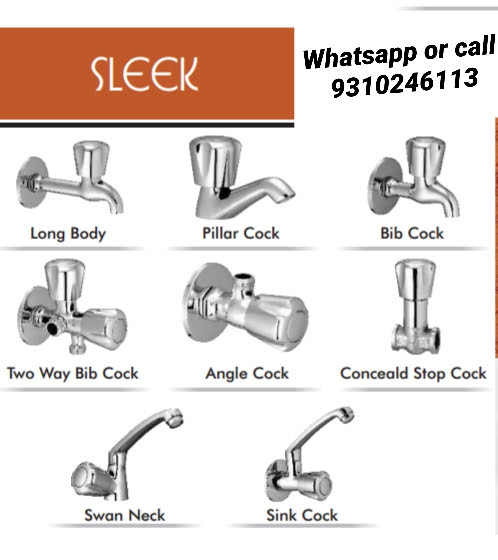 SLEEK
Whatsapp or call
9310246113
Long Body
Pillar Cock
Bib Cock
Two Way Bib Cock
Angle Cock
Conceald Stop Cock
Swan Neck
Sink Cock